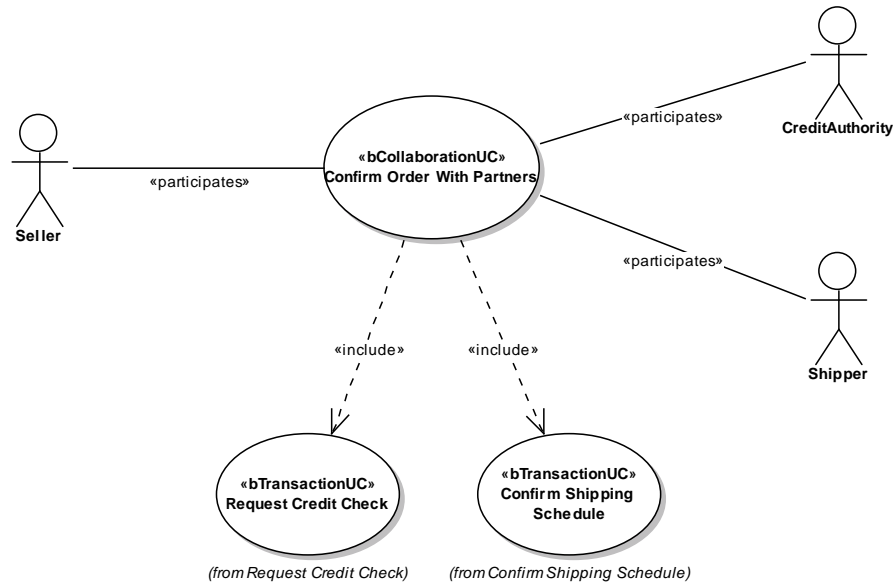 CreditAuthority
«participates»
«bCollaborationUC»
Confirm Order With Partners
«participates»
Seller
«participates»
Shipper
«include»
«include»
«bTransactionUC»
Request Credit Check
«bTransactionUC»
Confirm Shipping
Schedule
(from Request Credit Check)
(from Confirm Shipping Schedule)